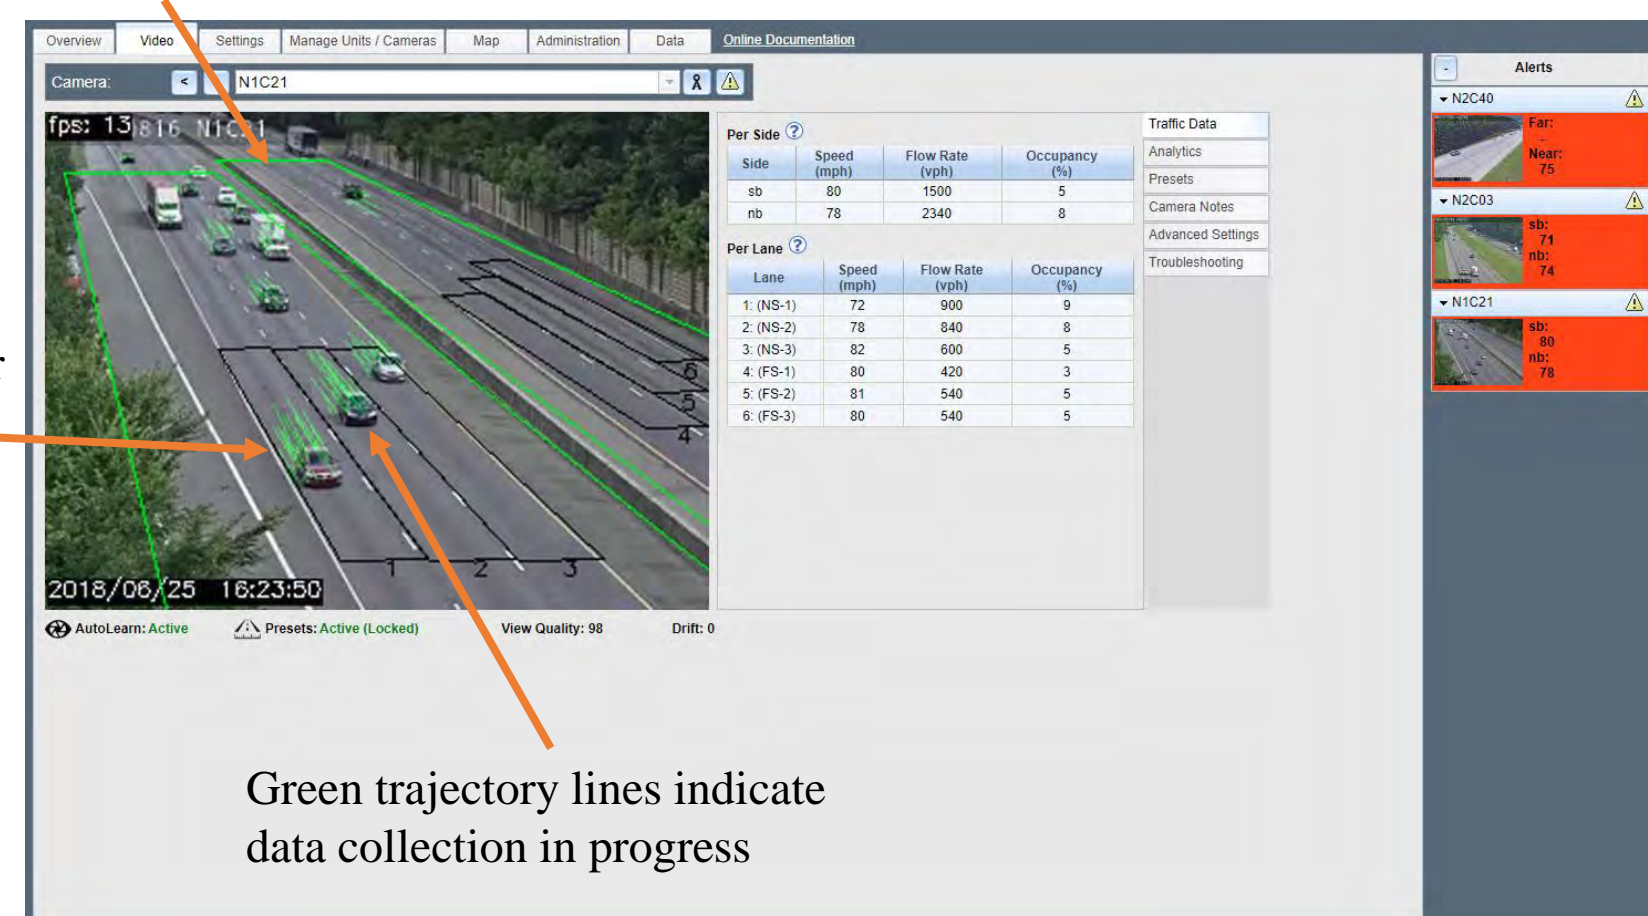 Overview Video Settings Manage Units / Cameras Map Administration Data Online Documentation
Camera: < N1C21
fps: 13 816 N1C21
2018/06/25 16:23:50
1 2 3
4
5
6
AutoLearn: Active Presets: Active (Locked) View Quality: 98 Drift: 0
Per Side ?
Side Speed (mph) Flow Rate (vph) Occupancy (%)
sb 80 1500 5
nb 78 2340 8
Per Lane ?
Lane Speed (mph) Flow Rate (vph) Occupancy (%)
1: (NS-1) 72 900 9
2: (NS-2) 78 840 8
3: (NS-3) 82 600 5
4: (FS-1) 80 420 3
5: (FS-2) 81 540 5
6: (FS-3) 80 540 5
Traffic Data
Analytics
Presets
Camera Notes
Advanced Settings
Troubleshooting
- Alerts
N2C40
Far:
-
Near:
75
N2C03
sb:
71
nb:
74
N1C21
sb:
80
nb:
78
r
Green trajectory lines indicate
data collection in progress